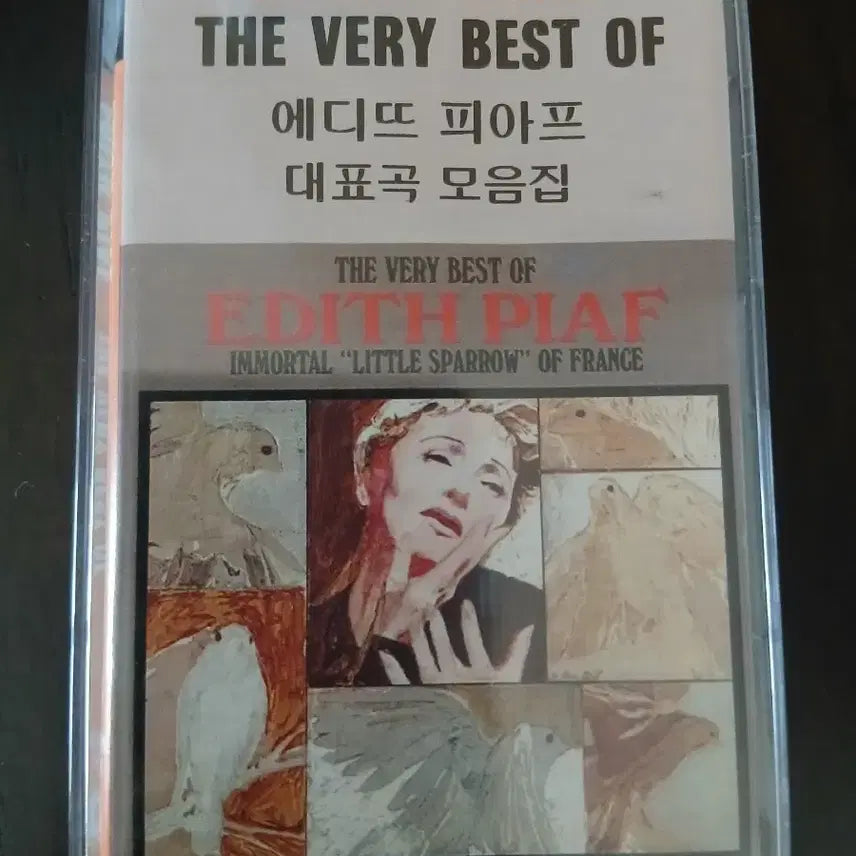 THE VERY BEST OF
에디뜨 피아프
대표곡 모음집
THE VERY BEST OF
EDITH PIAF
IMMORTAL "LITTLE SPARROW" OF FRANCE